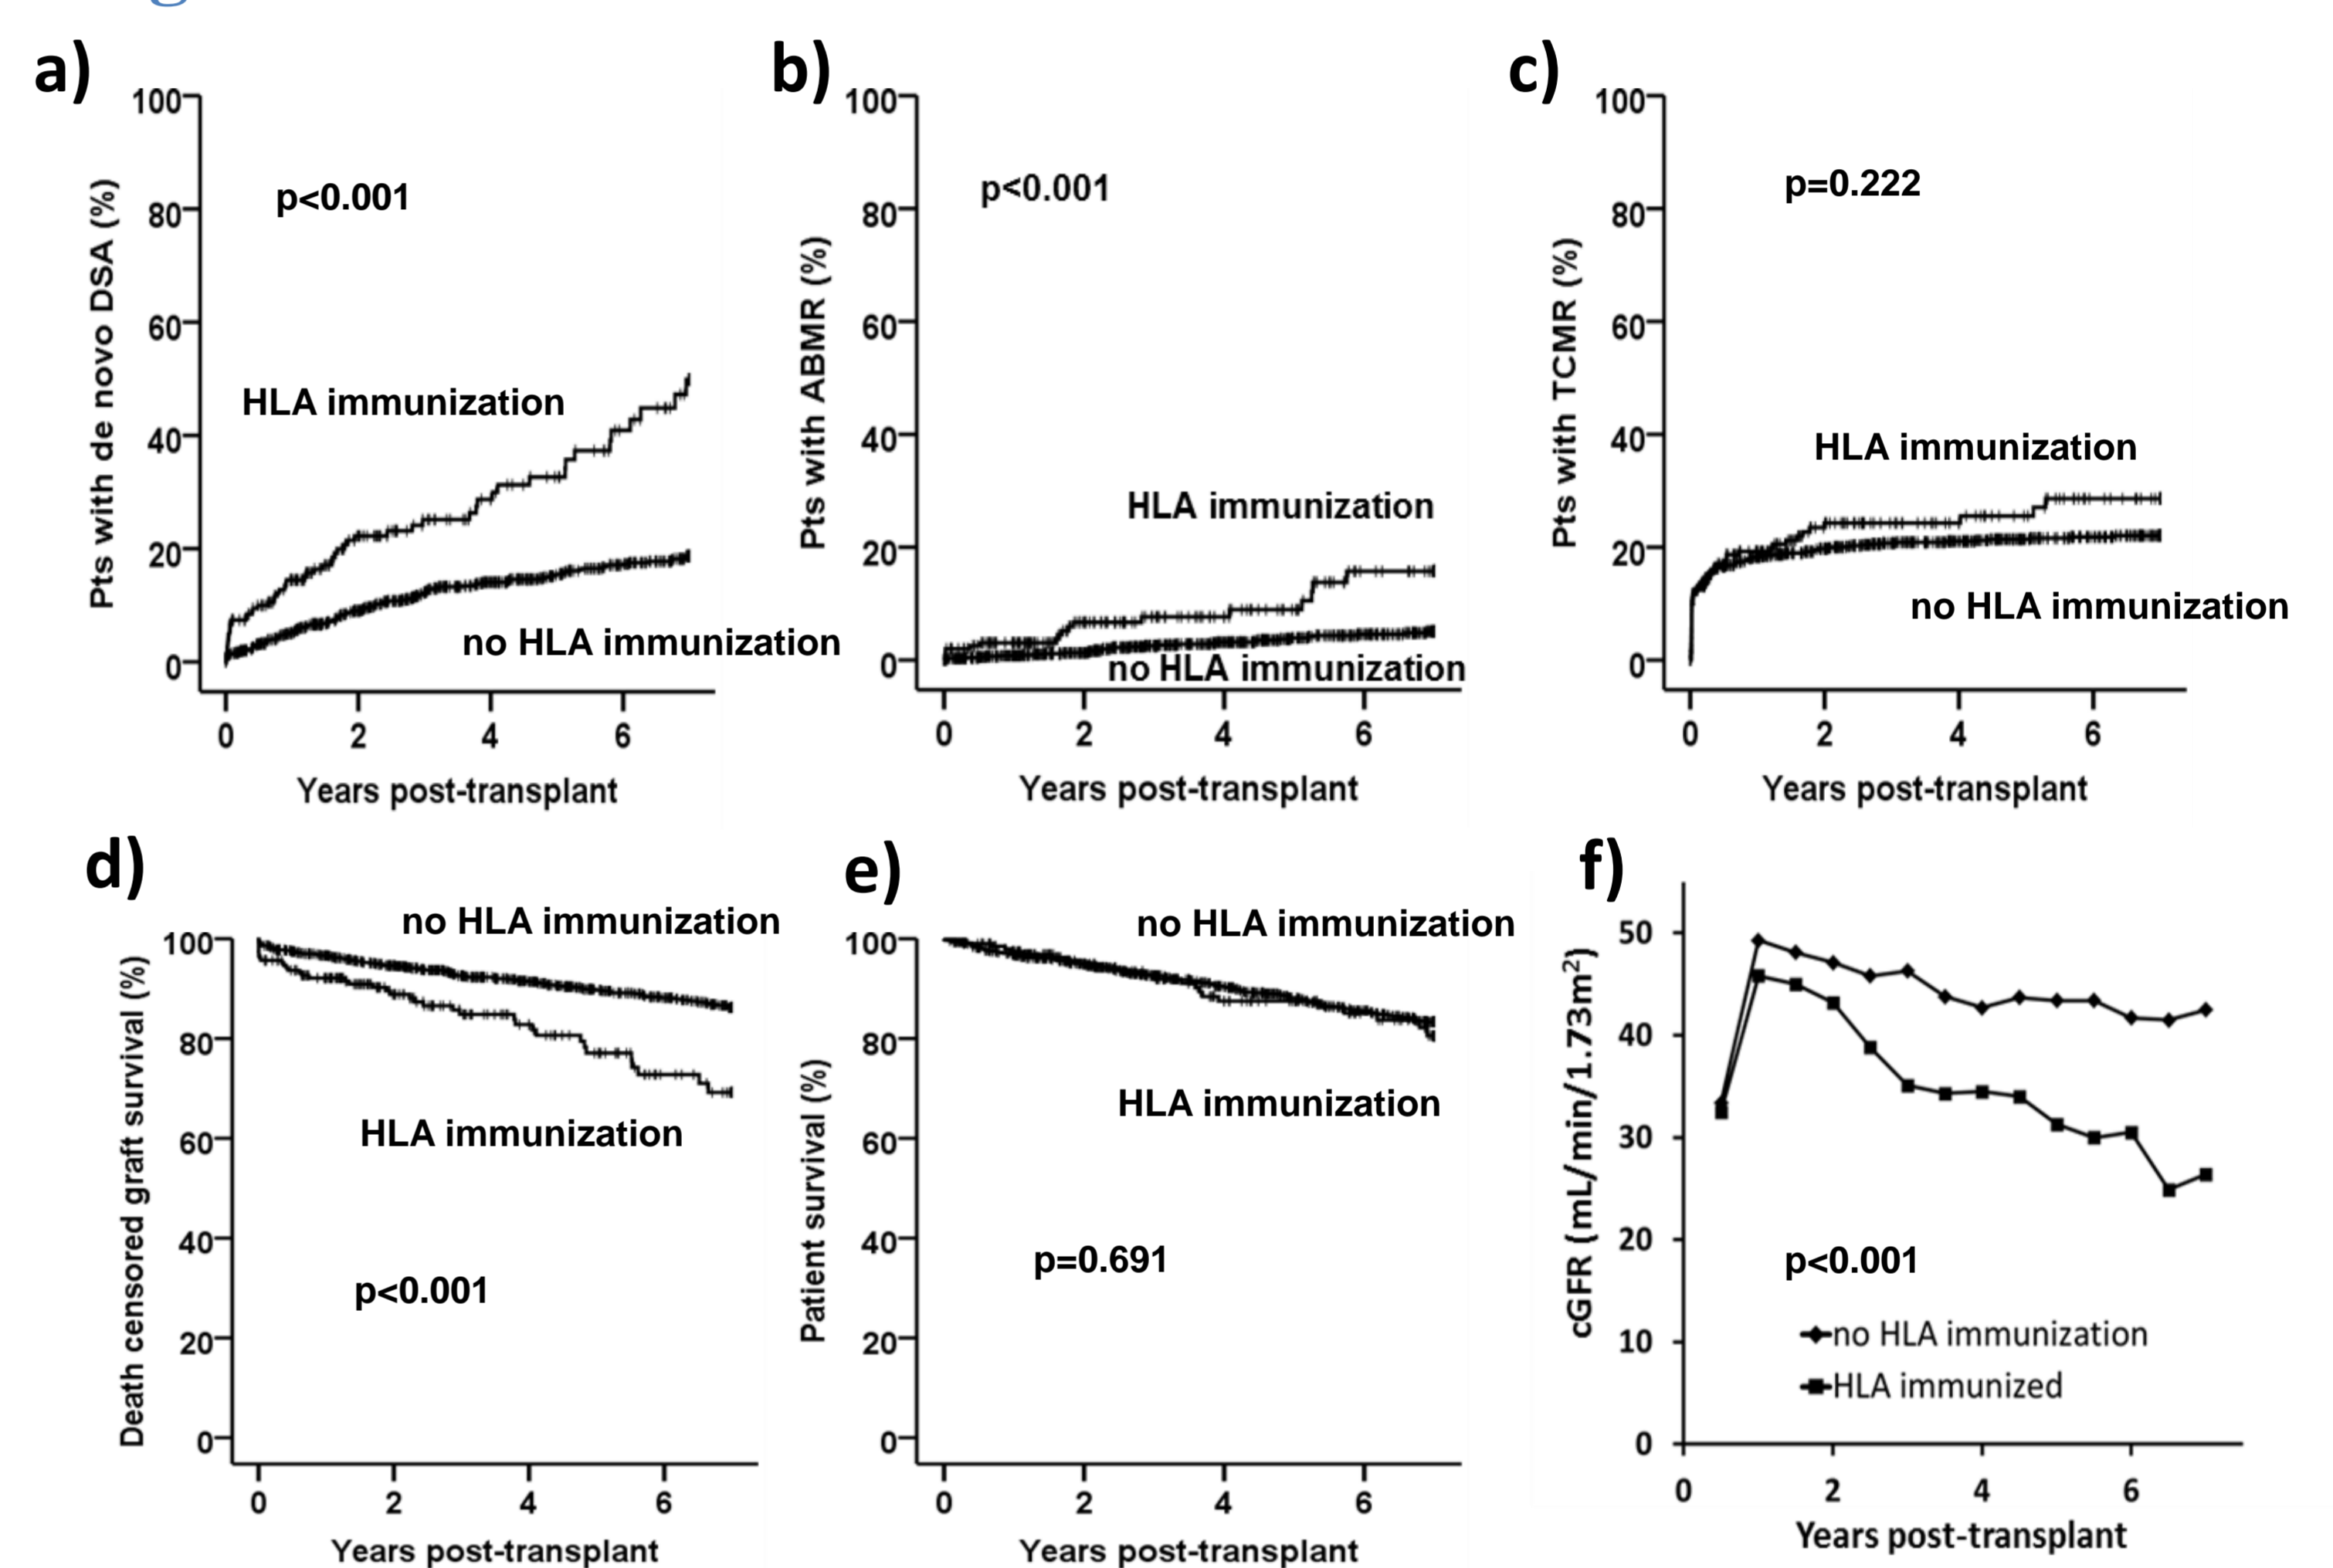 a)
100
80
60
40
20
0
Pts with de novo DSA (%)
p<0.001
HLA immunization
no HLA immunization
0 2 4 6
Years post-transplant
b)
100
80
60
40
20
0
Pts with ABMR (%)
p<0.001
HLA immunization
no HLA immunization
0 2 4 6
Years post-transplant
c)
100
80
60
40
20
0
Pts with TCMR (%)
p=0.222
HLA immunization
no HLA immunization
0 2 4 6
Years post-transplant
d)
100
80
60
40
20
0
Death censored graft survival (%)
no HLA immunization
HLA immunization
p<0.001
0 2 4 6
Years post-transplant
e)
100
80
60
40
20
0
Patient survival (%)
no HLA immunization
HLA immunization
p=0.691
0 2 4 6
Years post-transplant
f)
50
40
30
20
10
0
cGFR (mL/min/1.73m²)
p<0.001
no HLA immunization
HLA immunized
0 2 4 6
Years post-transplant